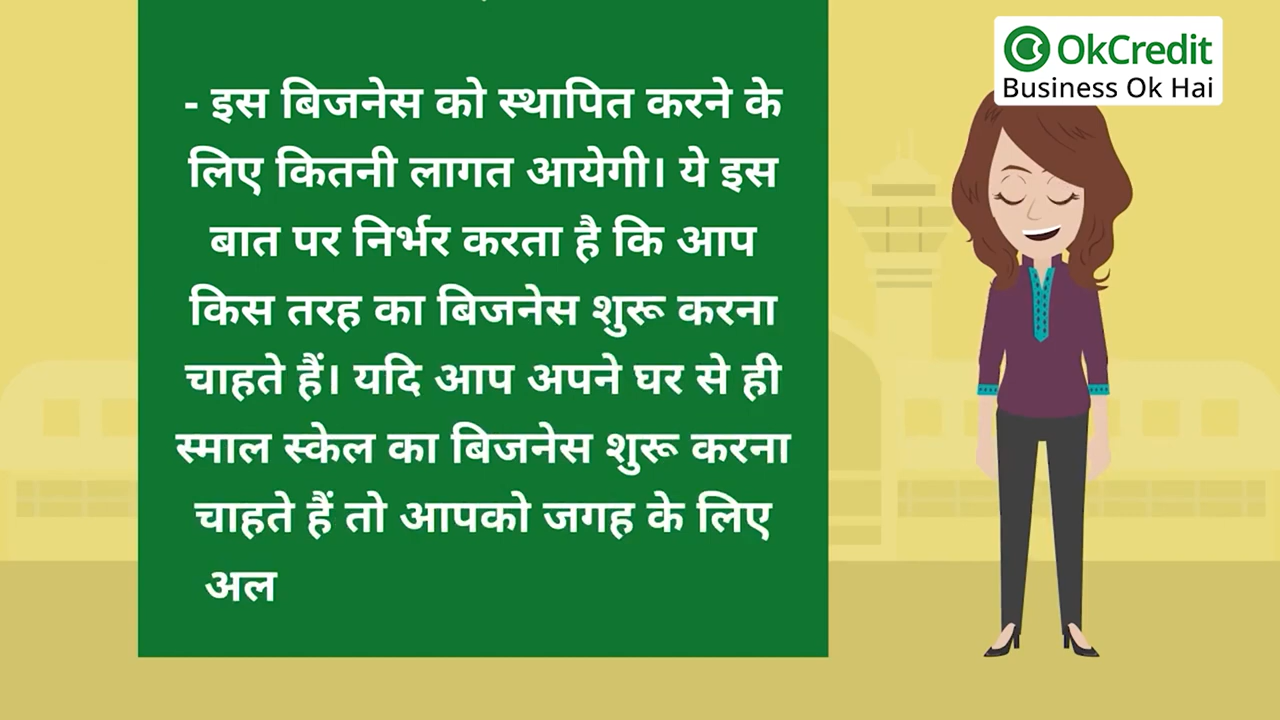 OkCredit
Business Ok Hai
- इस बिजनेस को स्थापित करने के
लिए कितनी लागत आयेगी। ये इस
बात पर निर्भर करता है कि आप
किस तरह का बिजनेस शुरू करना
चाहते हैं। यदि आप अपने घर से ही
स्माल स्केल का बिजनेस शुरू करना
चाहते हैं तो आपको जगह के लिए
अल